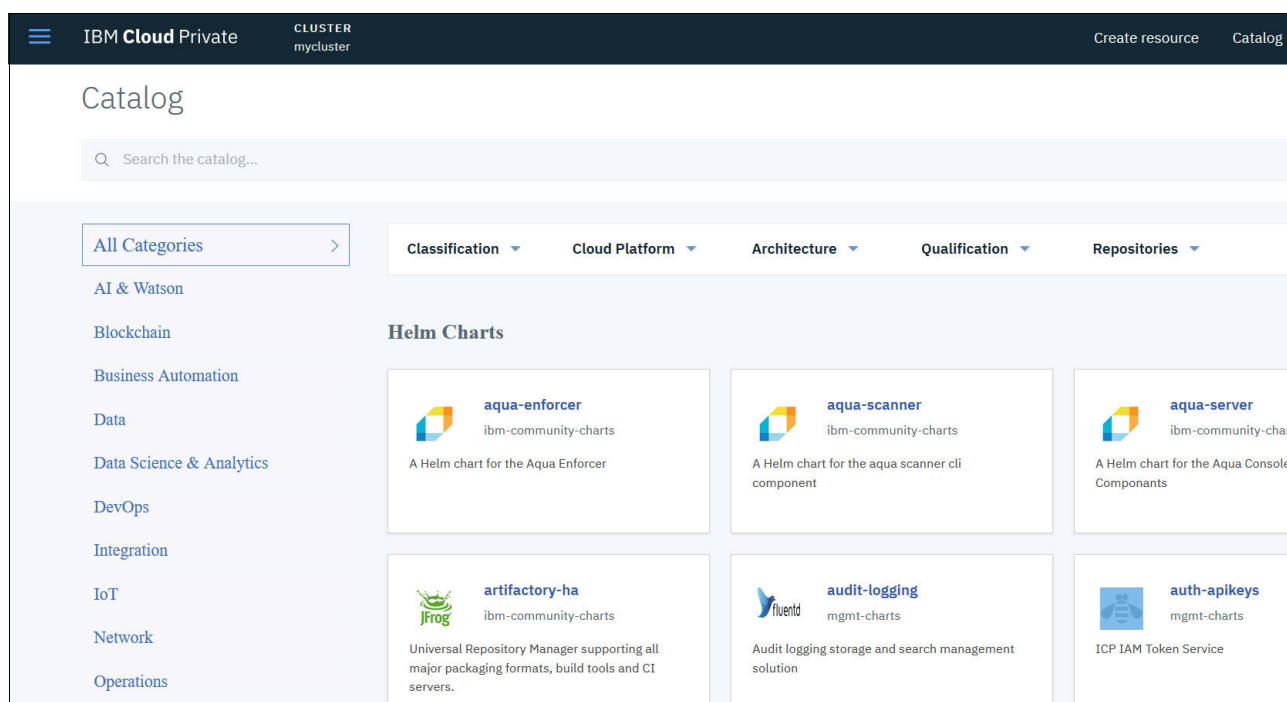 IBM Cloud Private
CLUSTER
mycluster
Create resource
Catalog
Catalog
Search the catalog...
All Categories
AI & Watson
Blockchain
Business Automation
Data
Data Science & Analytics
DevOps
Integration
IoT
Network
Operations
Classification
Cloud Platform
Architecture
Qualification
Repositories
Helm Charts
aqua-enforcer
ibm-community-charts
A Helm chart for the Aqua Enforcer
aqua-scanner
ibm-community-charts
A Helm chart for the aqua scanner cli
component
aqua-server
ibm-community-char
A Helm chart for the Aqua Console
Componants
JFrog
artifactory-ha
ibm-community-charts
Universal Repository Manager supporting all
major packaging formats, build tools and CI
servers.
fluentd
audit-logging
mgmt-charts
Audit logging storage and search management
solution
auth-apikeys
mgmt-charts
ICP IAM Token Service